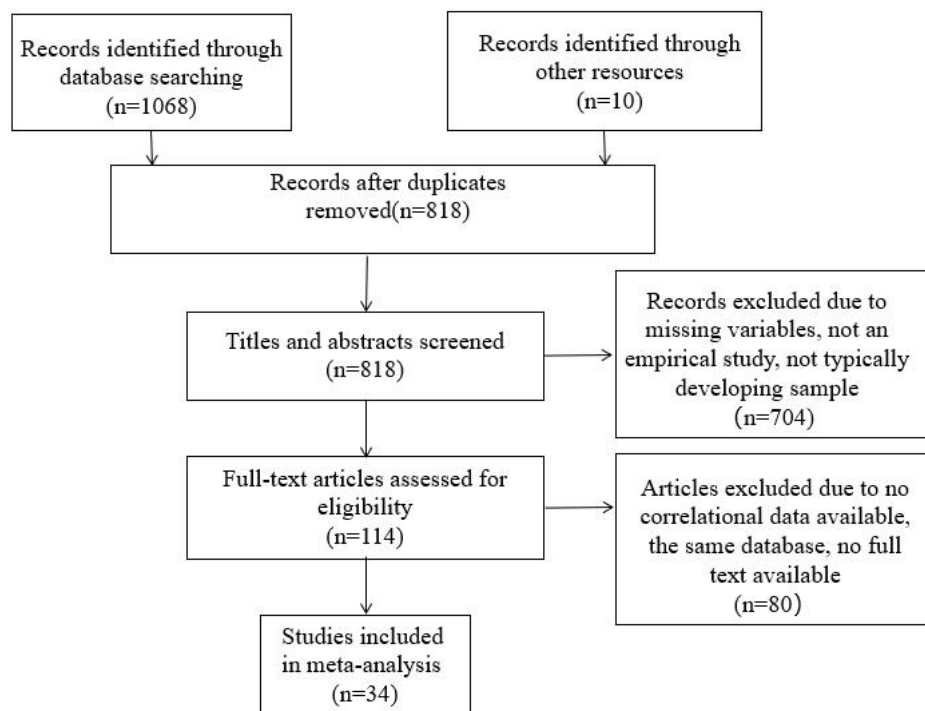 Records identified through
database searching
(n=1068)
Records identified through
other resources
(n=10)
Records after duplicates
removed(n=818)
Titles and abstracts screened
(n=818)
Records excluded due to
missing variables, not an
empirical study, not typically
developing sample
(n=704)
Full-text articles assessed for
eligibility
(n=114)
Articles excluded due to no
correlational data available,
the same database, no full
text available
(n=80)
Studies included
in meta-analysis
(n=34)